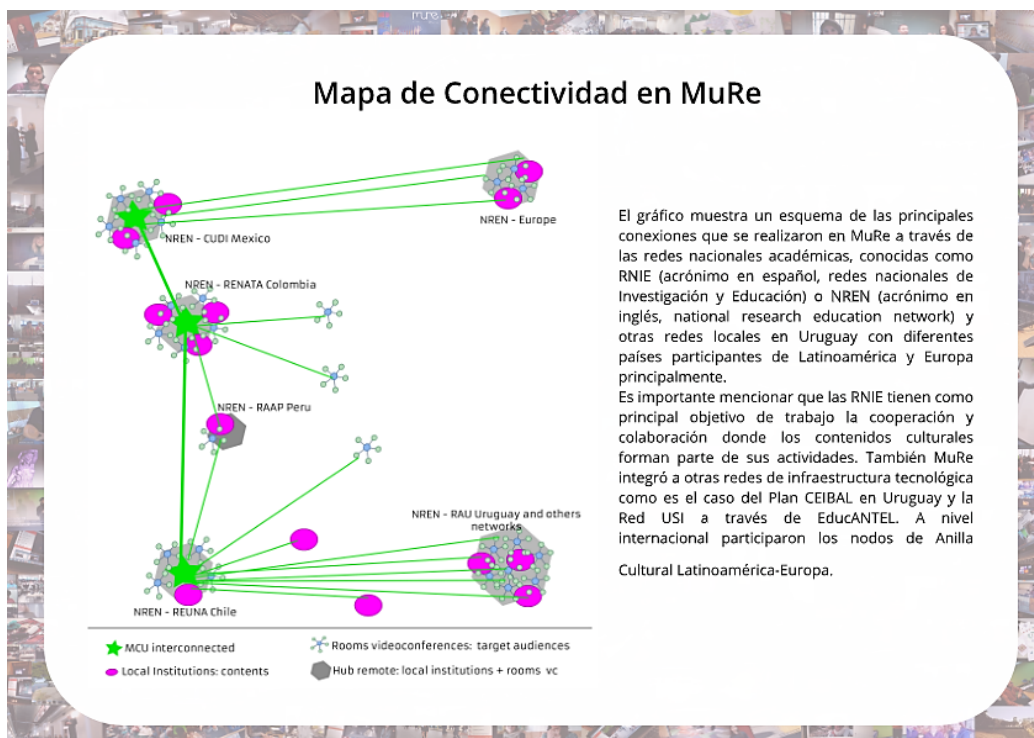 Mapa de Conectividad en MuRe
NREN - Europe
NREN - CUDI Mexico
NREN - RENATA Colombia
NREN - RAAP Peru
NREN - RAU Uruguay and others
networks
NREN - REUNA Chile
MCU interconnected
Rooms videoconferences: target audiences
Local Institutions: contents
Hub remote: local institutions + rooms vc
El gráfico muestra un esquema de las principales
conexiones que se realizaron en MuRe a través de
las redes nacionales académicas, conocidas como
RNIE (acrónimo en español, redes nacionales de
Investigación y Educación) o NREN (acrónimo en
inglés, national research education network) y
otras redes locales en Uruguay con diferentes
países participantes de Latinoamérica y Europa
principalmente.
Es importante mencionar que las RNIE tienen como
principal objetivo de trabajo la cooperación y
colaboración donde los contenidos culturales
forman parte de sus actividades. También MuRe
integró a otras redes de infraestructura tecnológica
como es el caso del Plan CEIBAL en Uruguay y la
Red USI a través de EducANTEL. A nivel
internacional participaron los nodos de Anilla
Cultural Latinoamérica-Europa.